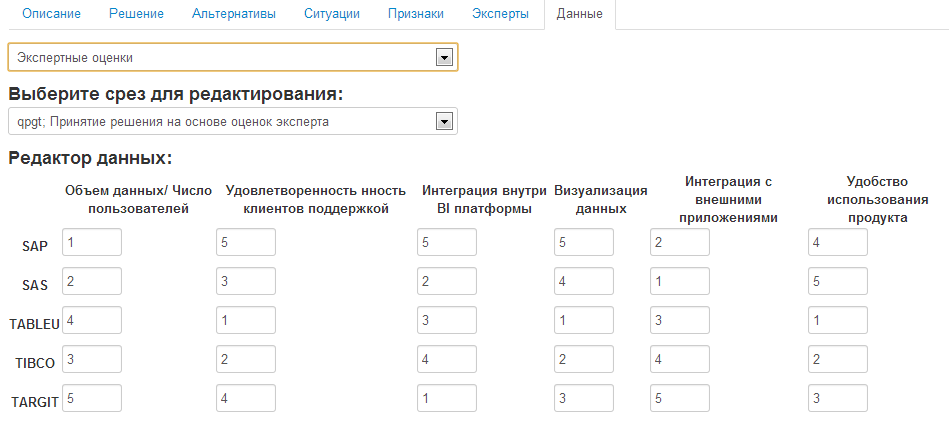 Описание Решение Альтернативы Ситуации Признаки Эксперты Данные
Экспертные оценки
Выберите срез для редактирования:
qpgt; Принятие решения на основе оценок эксперта
Редактор данных:
Объем данных/ Число пользователей
Удовлетворенность нность клиентов поддержкой
Интеграция внутри BI платформы
Визуализация данных
Интеграция с внешними приложениями
Удобство использования продукта
SAP 1 5 5 5 2 4
SAS 2 3 2 4 1 5
TABLEU 4 1 3 1 3 1
TIBCO 3 2 4 2 4 2
TARGIT 5 4 1 3 5 3